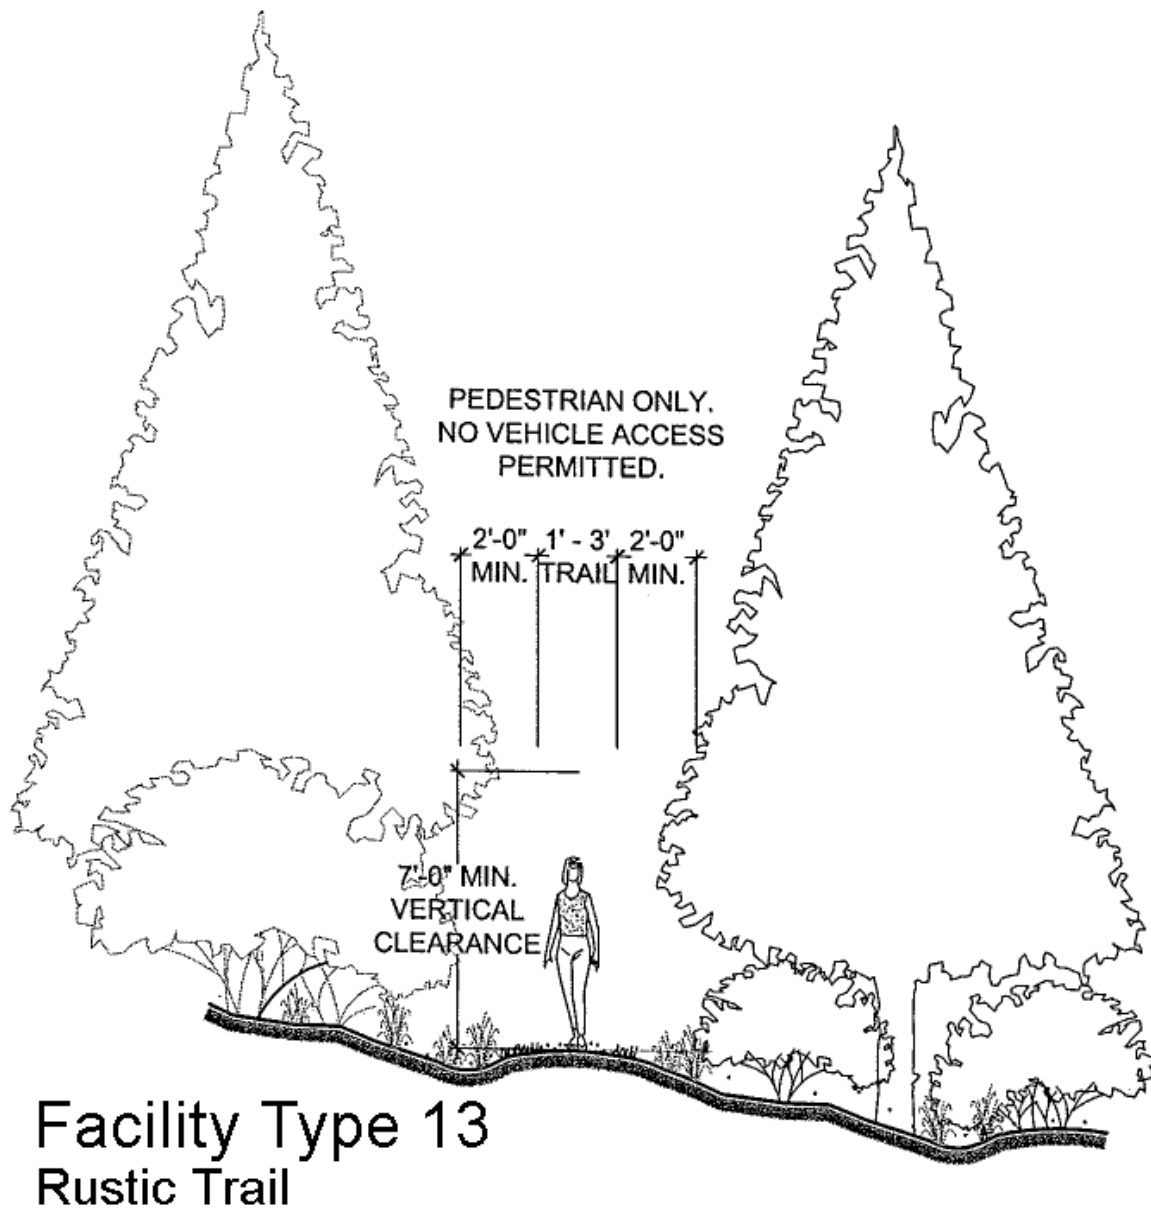 PEDESTRIAN ONLY.
NO VEHICLE ACCESS
PERMITTED.
2'-0" 1' - 3' 2'-0"
MIN. TRAIL MIN.
7'-0" MIN.
VERTICAL
CLEARANCE
Facility Type 13
Rustic Trail